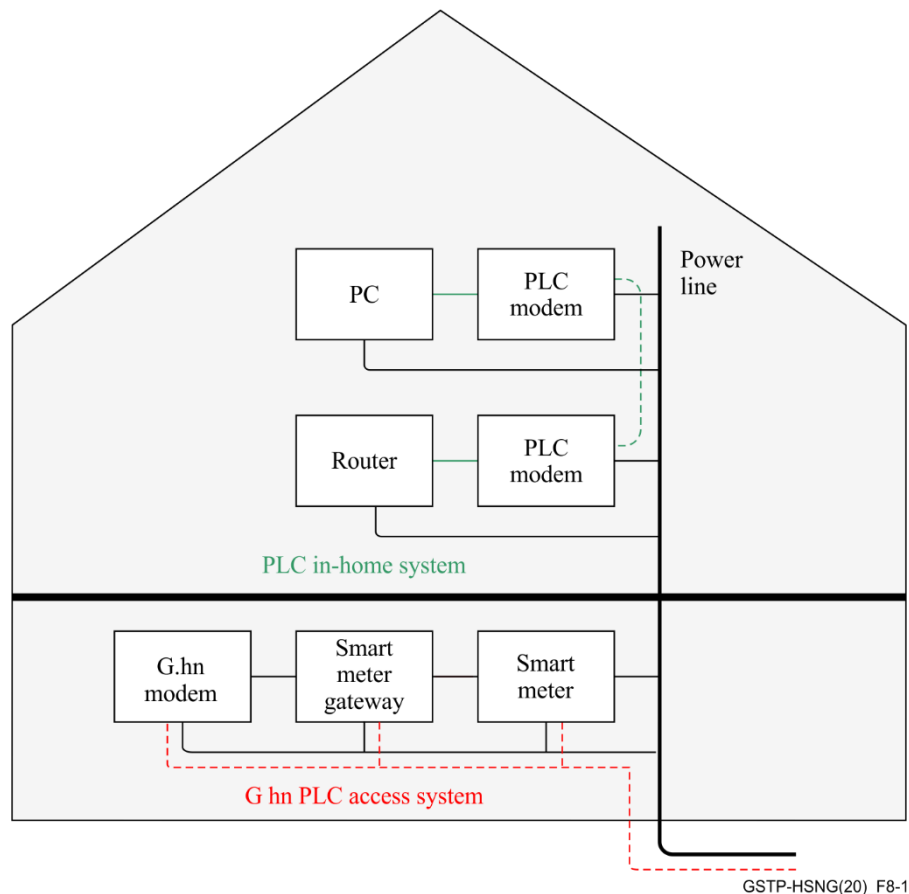 PC
PLC
modem
Power
line
Router
PLC
modem
PLC in-home system
G.hn
modem
Smart
meter
gateway
Smart
meter
G hn PLC access system
GSTP-HSNG(20)_F8-1